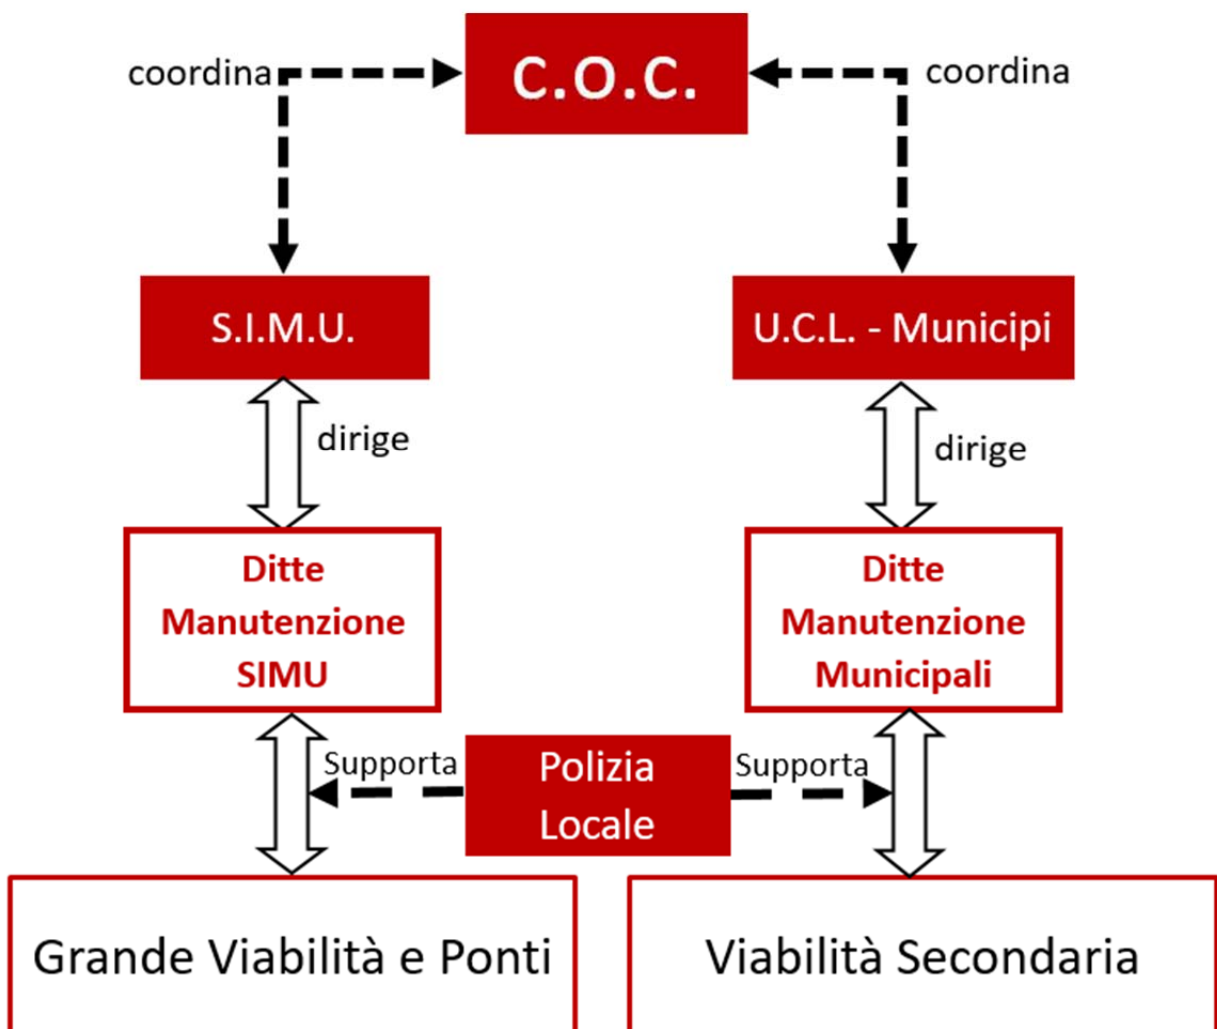 C.O.C.
coordina
coordina
S.I.M.U.
U.C.L. - Municipi
dirige
dirige
Ditte
Manutenzione
SIMU
Ditte
Manutenzione
Municipali
Supporta
Polizia
Locale
Supporta
Grande Viabilità e Ponti
Viabilità Secondaria